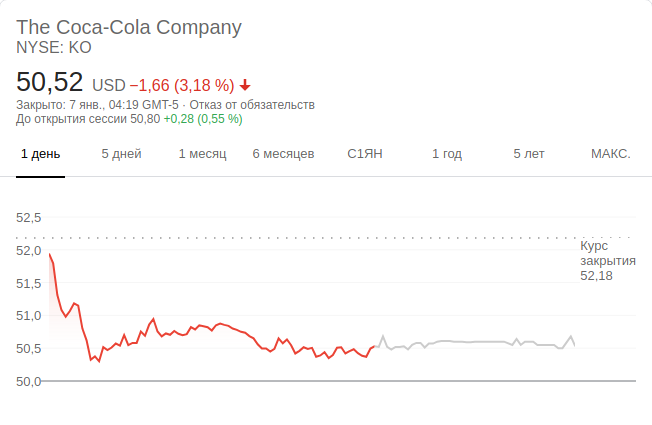 The Coca-Cola Company
NYSE: KO
50,52 USD −1,66 (3,18 %)
Закрыто: 7 янв., 04:19 GMT-5 · Отказ от обязательств
До открытия сессии 50,80 +0,28 (0,55 %)
1 день 5 дней 1 месяц 6 месяцев С1ЯН 1 год 5 лет МАКС.
52,5
52,0
51,5
51,0
50,5
50,0
Курс
закрытия
52,18